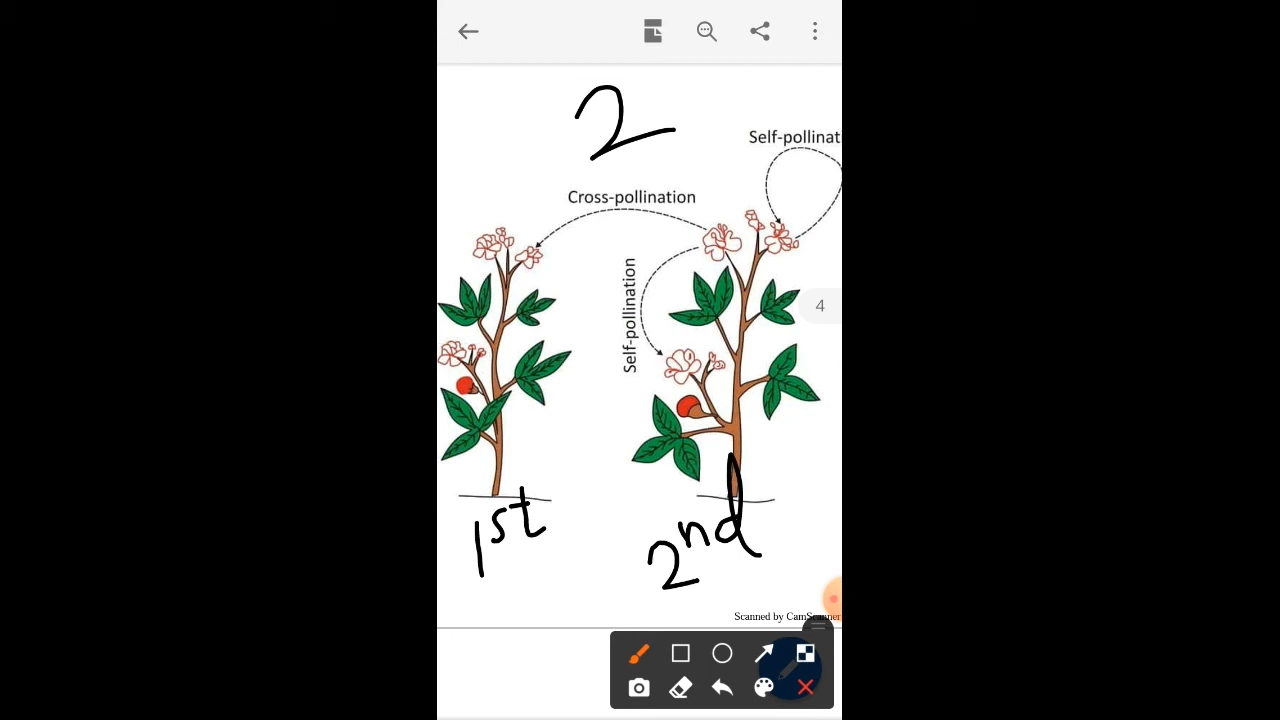 2
Self-pollinat
Cross-pollination
Self-pollination
4
1st
2nd
Scanned by CamScanner